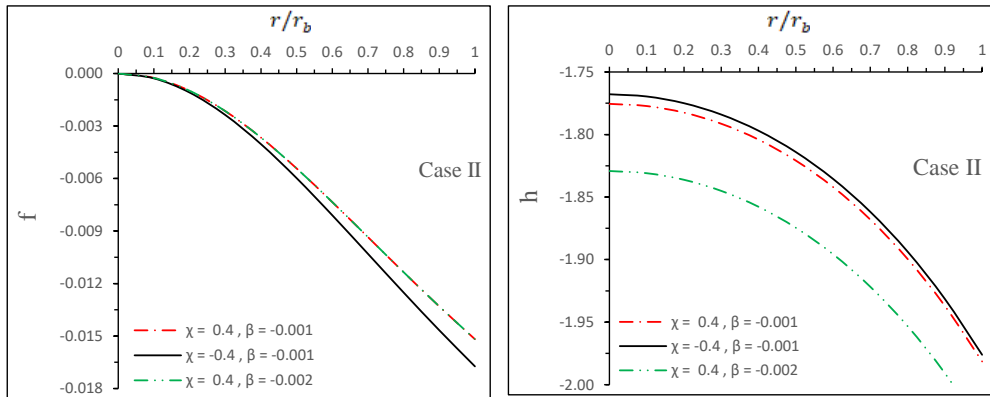 r/r_b
0 0.1 0.2 0.3 0.4 0.5 0.6 0.7 0.8 0.9 1
0.000
-0.003
-0.006
-0.009
-0.012
-0.015
-0.018
f
Case II
χ = 0.4 , β = -0.001
χ = -0.4 , β = -0.001
χ = 0.4 , β = -0.002
r/r_b
0 0.1 0.2 0.3 0.4 0.5 0.6 0.7 0.8 0.9 1
-1.75
-1.80
-1.85
-1.90
-1.95
-2.00
h
Case II
χ = 0.4 , β = -0.001
χ = -0.4 , β = -0.001
χ = 0.4 , β = -0.002